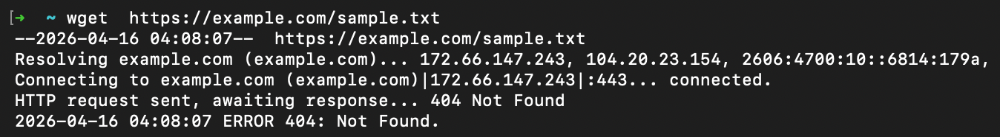 ➜  ~ wget  https://example.com/sample.txt
--2026-04-16 04:08:07--  https://example.com/sample.txt
Resolving example.com (example.com)... 172.66.147.243, 104.20.23.154, 2606:4700:10::6814:179a,
Connecting to example.com (example.com)|172.66.147.243|:443... connected.
HTTP request sent, awaiting response... 404 Not Found
2026-04-16 04:08:07 ERROR 404: Not Found.